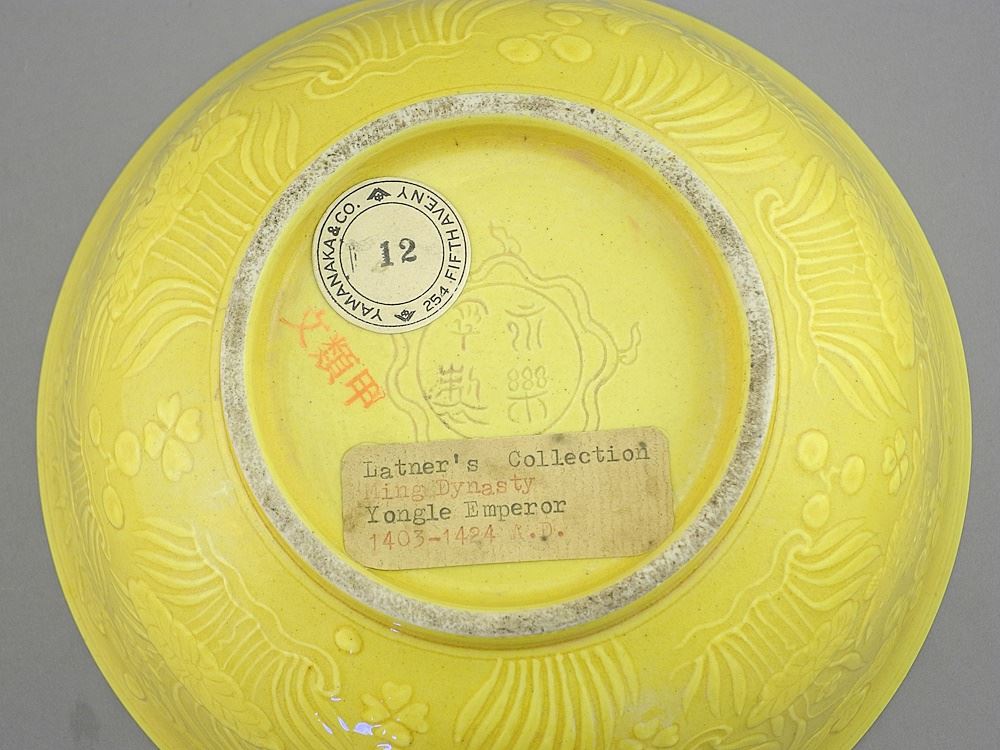 YAMANAKA & CO.
254. FIFTH AVE NY
12
文類甲
永樂
年製
Latner's Collection
Ming Dynasty
Yongle Emperor
1403-1424 A.D.